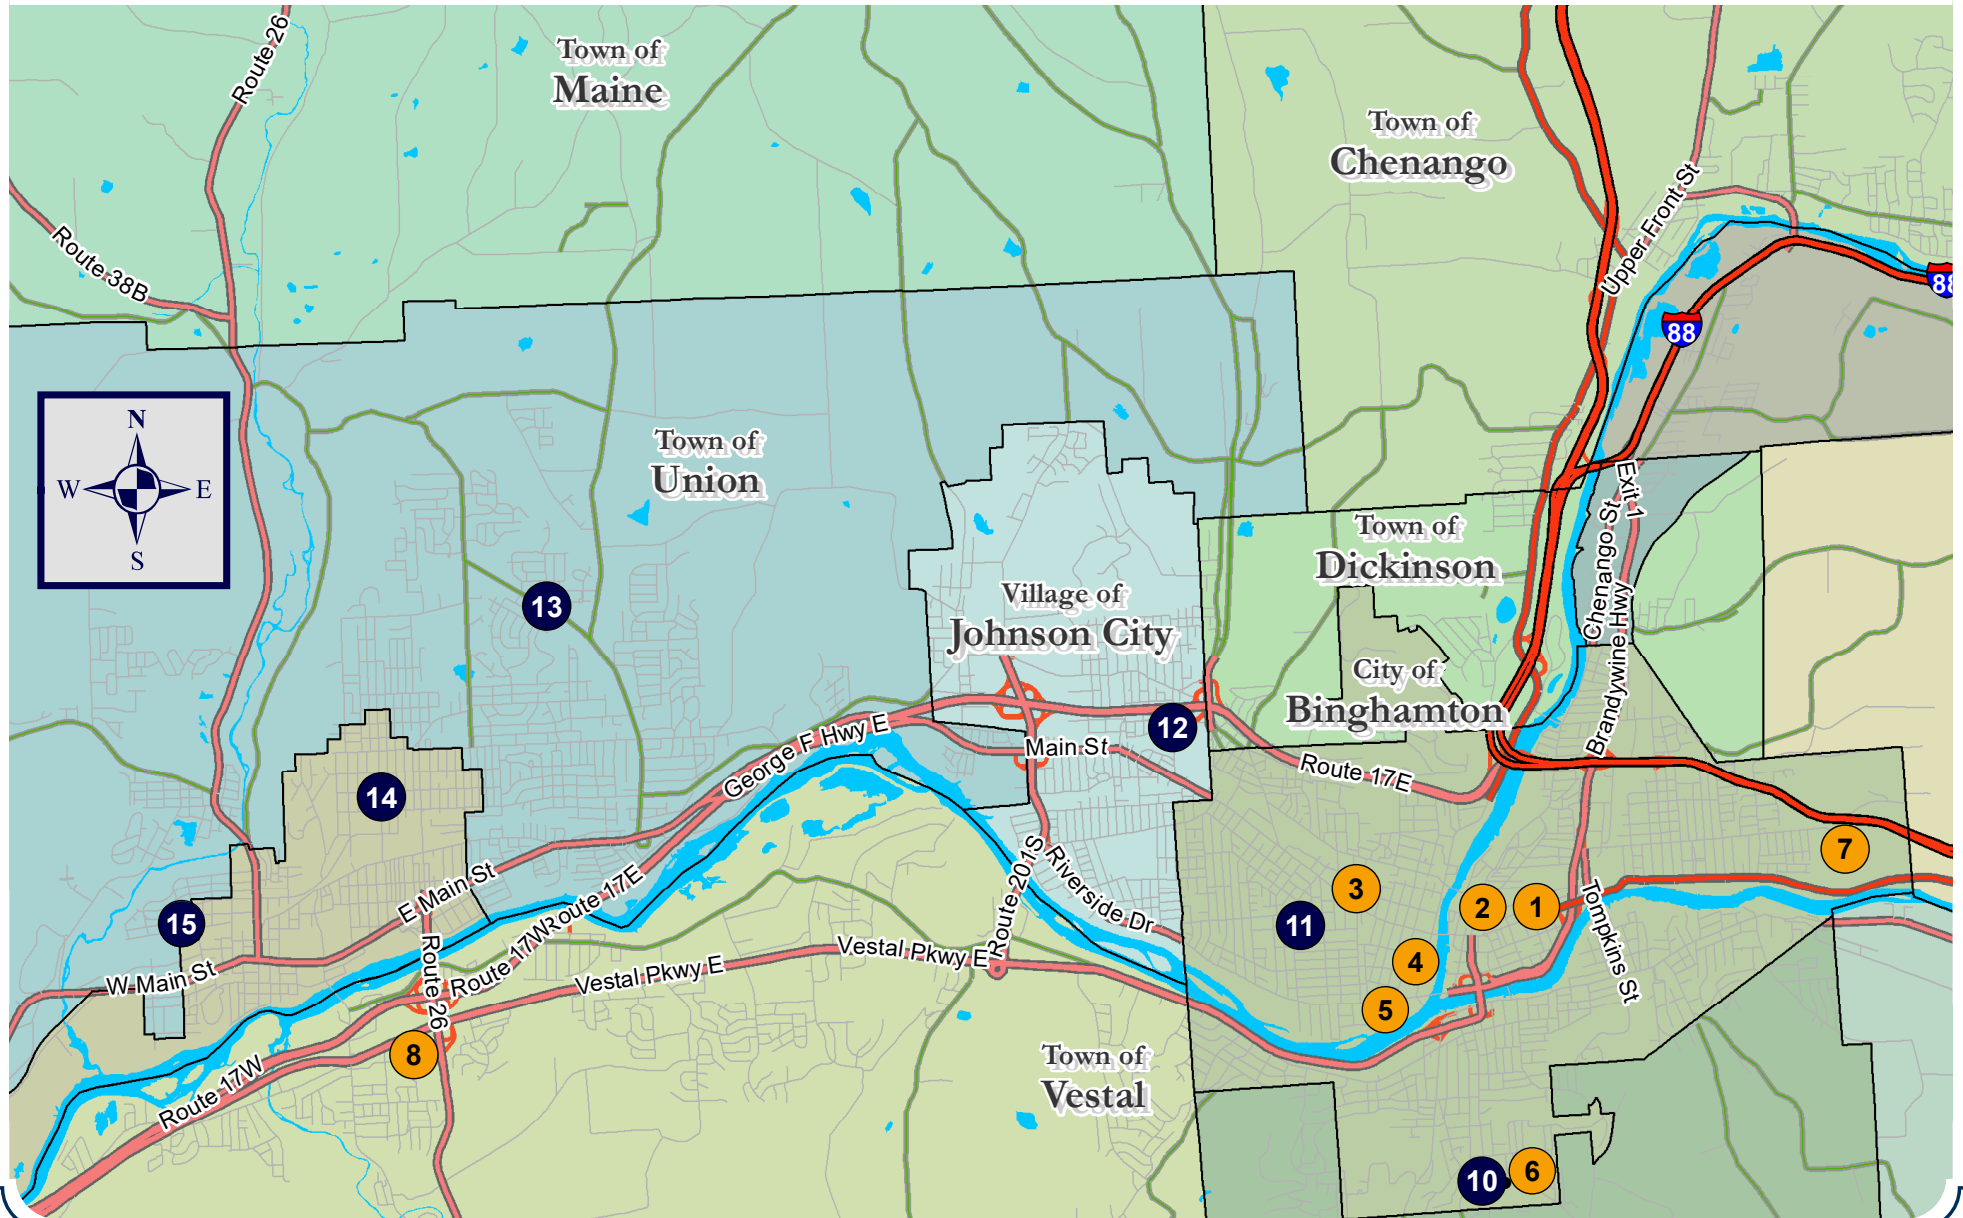 Route 26
Town of
Maine
Town of
Chenango
Upper Front St
Route 38B
88
88
N
W
E
S
Town of
Union
Exit 1
Chenango St
Town of
Dickinson
Village of
Johnson City
13
Brandywine Hwy
City of
Binghamton
12
George F Hwy E
Main St
Route 17E
14
7
3
Riverside Dr
Route 201S
E Main St
Route 17E
2
1
Tompkins St
11
15
Route 17W
Vestal Pkwy E
Vestal Pkwy E
4
W Main St
Route 26
5
8
Town of
Vestal
Route 17W
10
6